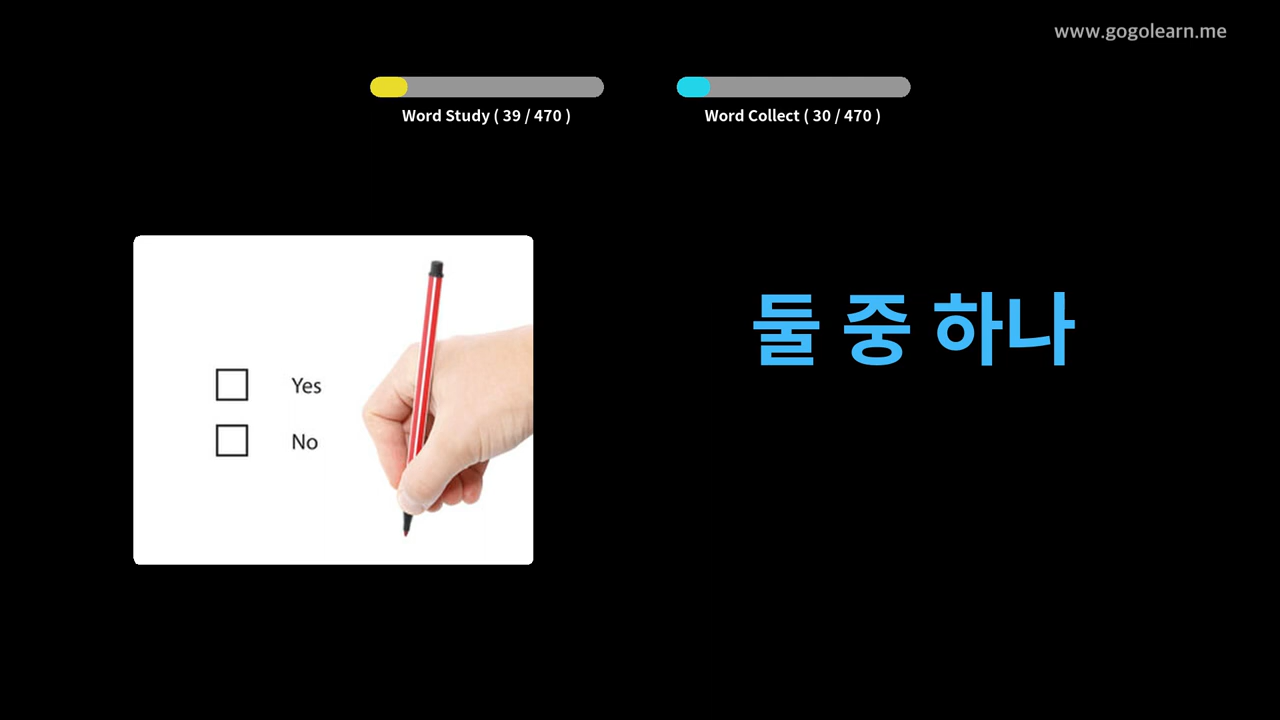 www.gogolearn.me
Word Study ( 39 / 470 )
Word Collect ( 30 / 470 )
둘 중 하나
Yes
No